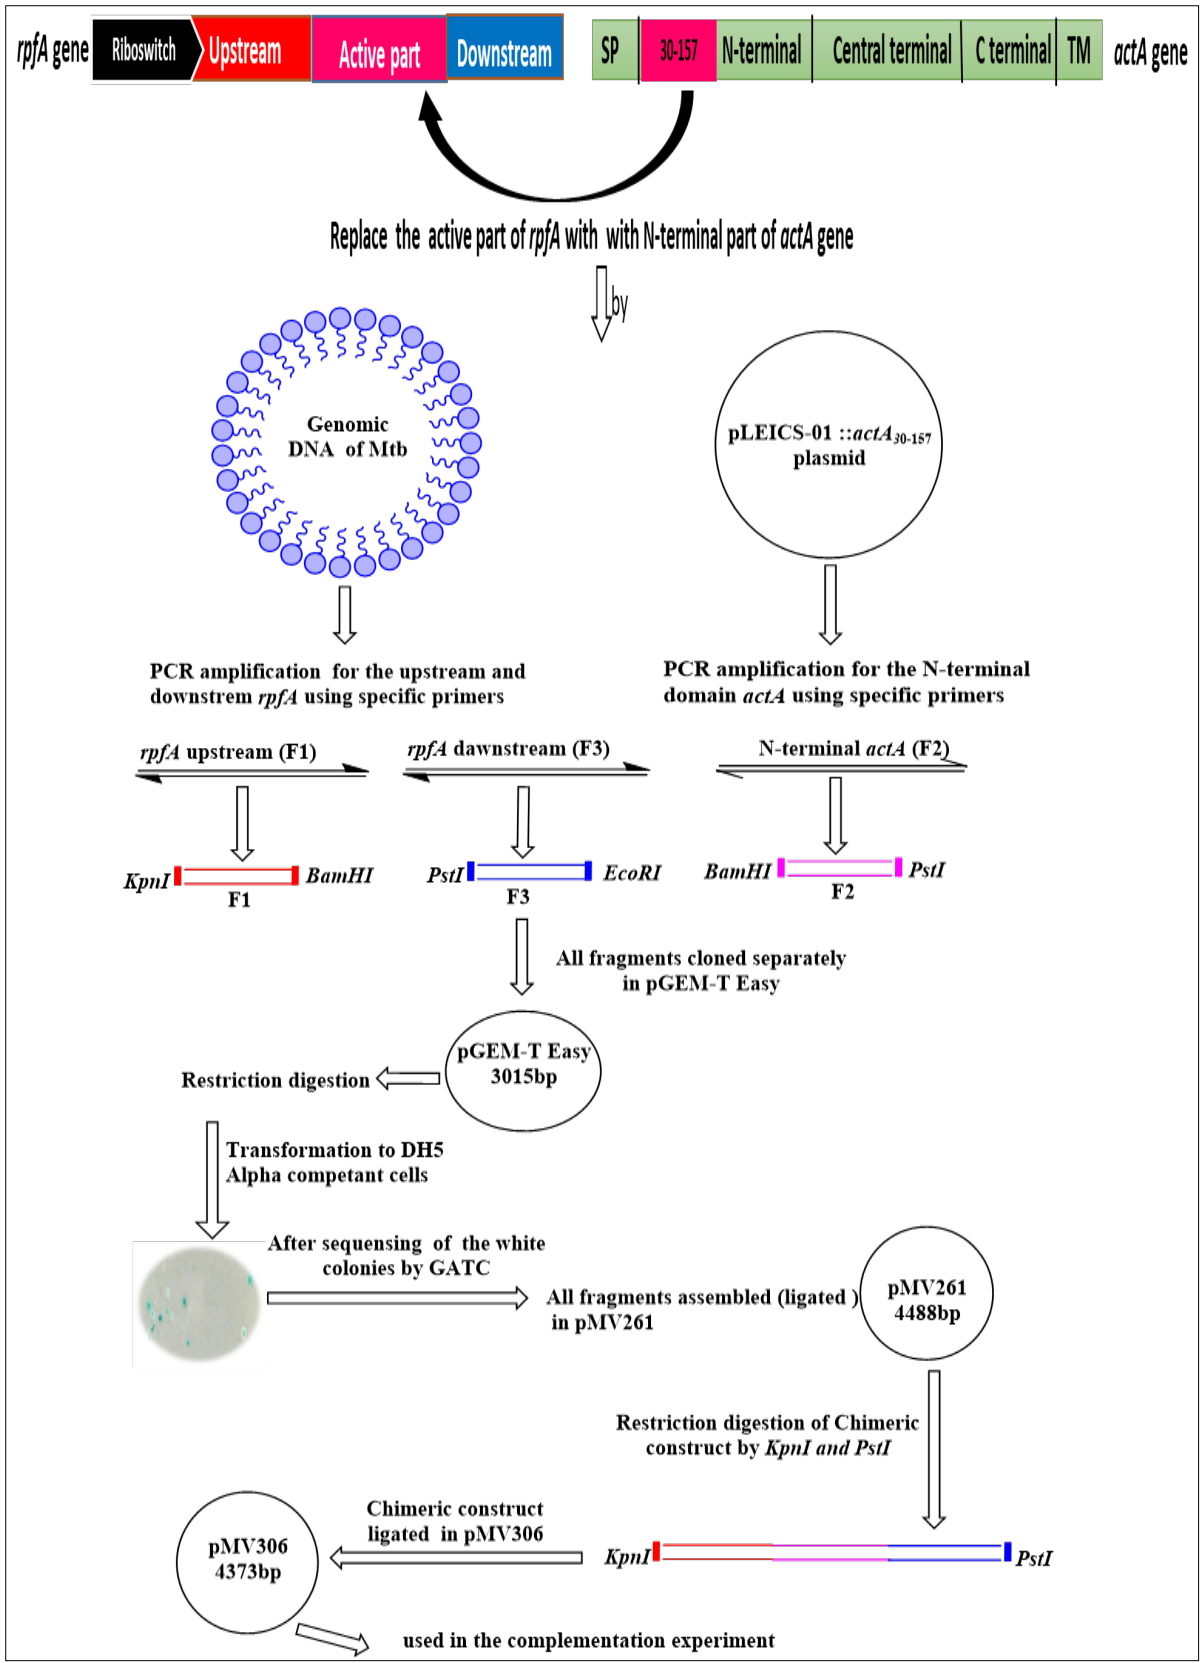 rpfA gene
Riboswitch
Upstream
Active part
Downstream
SP
30-157
N-terminal
Central terminal
C terminal
TM
actA gene
Replace the active part of rpfA with with N-terminal part of actA gene
by
Genomic
DNA of Mtb
pLEICS-01 ::actA30-157
plasmid
PCR amplification for the upstream and
downstrem rpfA using specific primers
PCR amplification for the N-terminal
domain actA using specific primers
rpfA upstream (F1)
rpfA dawnstream (F3)
N-terminal actA (F2)
KpnI
BamHI
F1
PstI
EcoRI
F3
BamHI
PstI
F2
All fragments cloned separately
in pGEM-T Easy
pGEM-T Easy
3015bp
Restriction digestion
Transformation to DH5
Alpha competant cells
After sequensing of the white
colonies by GATC
All fragments assembled (ligated )
in pMV261
pMV261
4488bp
Restriction digestion of Chimeric
construct by KpnI and PstI
KpnI
PstI
Chimeric construct
ligated in pMV306
pMV306
4373bp
used in the complementation experiment